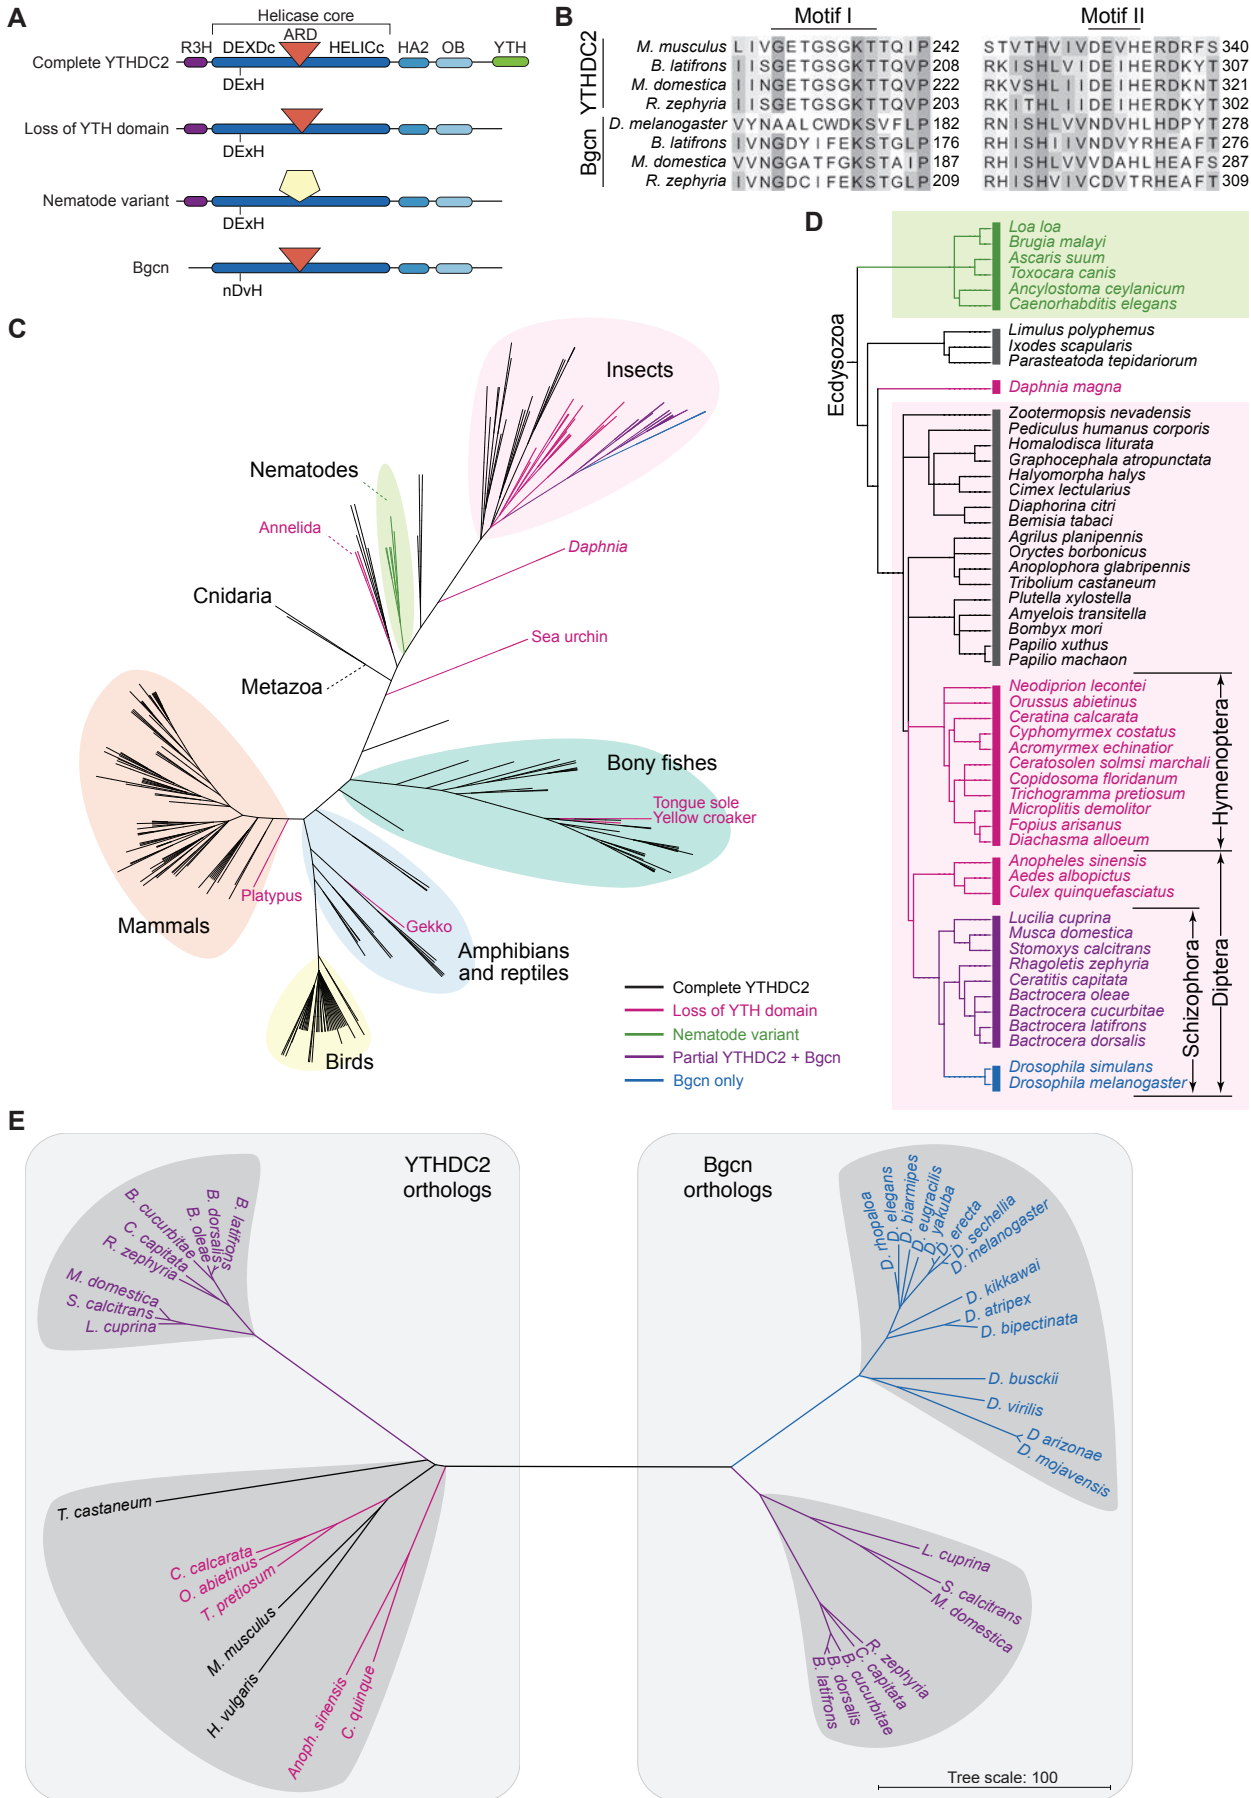 A
Helicase core
R3H
DEXDc
ARD
HELICc
HA2
OB
YTH
Complete YTHDC2
DExH
Loss of YTH domain
DExH
Nematode variant
DExH
Bgcn
nDvH
B
Motif I
Motif II
YTHDC2
Bgcn
M. musculus LIVGETGSGKTTQIP 242 STVTHVIVDEVHERDRFS 340
B. latifrons IISGETGSGKTTQVP 208 RKISHLVIDEIHERDKYT 307
M. domestica IISGETGSGKTTQVP 222 RKVSHLIIDEIHERDKNT 321
R. zephyria IISGETGSGKTTQVP 203 RKITHLIIDEIHERDKYT 302
D. melanogaster VYNAALCWDKSVFLP 182 RNISHLVVNDVHLHDPYT 278
B. latifrons IVNGDYIFEKSTGLP 176 RHISHVIVNDVYRHEAFT 276
M. domestica VVNGGATFGKSTAIP 187 RHISHLVVVDAHLHEAFS 287
R. zephyria IVNGDCIFEKSTGLP 209 RHISHVIVCDVTRHEAFT 309
C
Insects
Nematodes
Annelida
Daphnia
Cnidaria
Sea urchin
Metazoa
Bony fishes
Tongue sole
Yellow croaker
Platypus
Mammals
Gekko
Amphibians
and reptiles
Birds
Complete YTHDC2
Loss of YTH domain
Nematode variant
Partial YTHDC2 + Bgcn
Bgcn only
D
Ecdysozoa
Loa loa
Brugia malayi
Ascaris suum
Toxocara canis
Ancylostoma ceylanicum
Caenorhabditis elegans
Limulus polyphemus
Ixodes scapularis
Parasteatoda tepidariorum
Daphnia magna
Zootermopsis nevadensis
Pediculus humanus corporis
Homalodisca liturata
Graphocephala atropunctata
Halyomorpha halys
Cimex lectularius
Diaphorina citri
Bemisia tabaci
Agrilus planipennis
Oryctes borbonicus
Anoplophora glabripennis
Tribolium castaneum
Plutella xylostella
Amyelois transitella
Bombyx mori
Papilio xuthus
Papilio machaon
Neodiprion lecontei
Orussus abietinus
Ceratina calcarata
Cyphomyrmex costatus
Acromyrmex echinatior
Ceratosolen solmsi marchali
Copidosoma floridanum
Trichogramma pretiosum
Microplitis demolitor
Fopius arisanus
Diachasma alloeum
Anopheles sinensis
Aedes albopictus
Culex quinquefasciatus
Lucilia cuprina
Musca domestica
Stomoxys calcitrans
Rhagoletis zephyria
Ceratitis capitata
Bactrocera oleae
Bactrocera cucurbitae
Bactrocera latifrons
Bactrocera dorsalis
Drosophila simulans
Drosophila melanogaster
Hymenoptera
Diptera
Schizophora
E
YTHDC2
orthologs
B. latifrons
B. dorsalis
B. oleae
B. cucurbitae
C. capitata
R. zephyria
M. domestica
S. calcitrans
L. cuprina
T. castaneum
C. calcarata
O. abietinus
T. pretiosum
M. musculus
H. vulgaris
Anoph. sinensis
C. quinque
Bgcn
orthologs
D. rhopaloa
D. elegans
D. biarmipes
D. eugracilis
D. yakuba
D. erecta
D. sechellia
D. melanogaster
D. kikkawai
D. atripex
D. bipectinata
D. busckii
D. virilis
D arizonae
D. mojavensis
L. cuprina
S. calcitrans
M. domestica
R. zephyria
C. capitata
B. cucurbitae
B. dorsalis
B. latifrons
Tree scale: 100